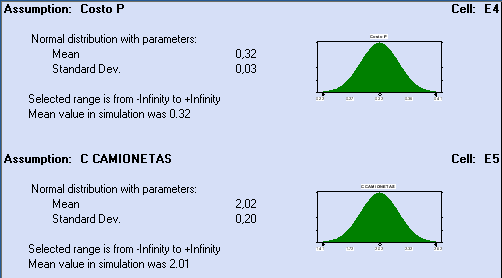 Assumption: Costo P Cell: E4
Normal distribution with parameters:
Mean 0,32
Standard Dev. 0,03
Costo P
Selected range is from -Infinity to +Infinity
Mean value in simulation was 0.32
Assumption: C CAMIONETAS Cell: E5
Normal distribution with parameters:
Mean 2,02
Standard Dev. 0,20
C CAMIONETAS
Selected range is from -Infinity to +Infinity
Mean value in simulation was 2.01